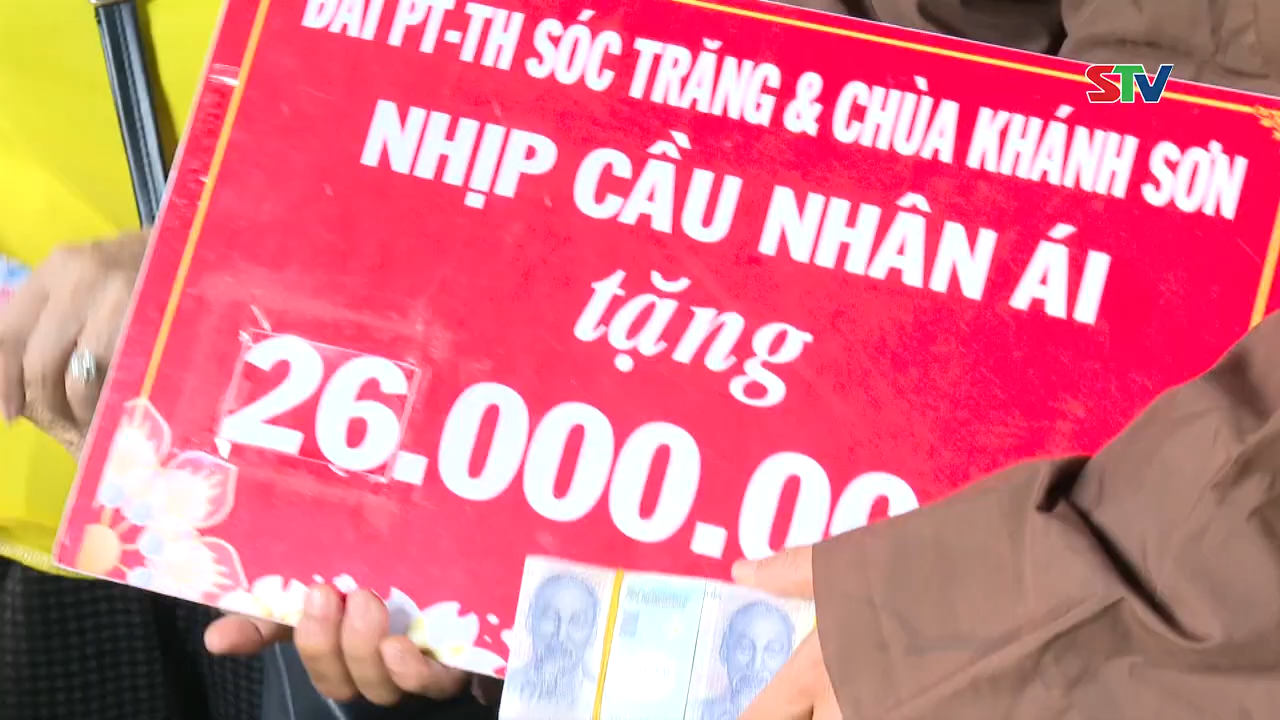 STV
ĐÀI PT-TH SÓC TRĂNG & CHÙA KHÁNH SƠN
NHỊP CẦU NHÂN ÁI
tặng
26.000.00